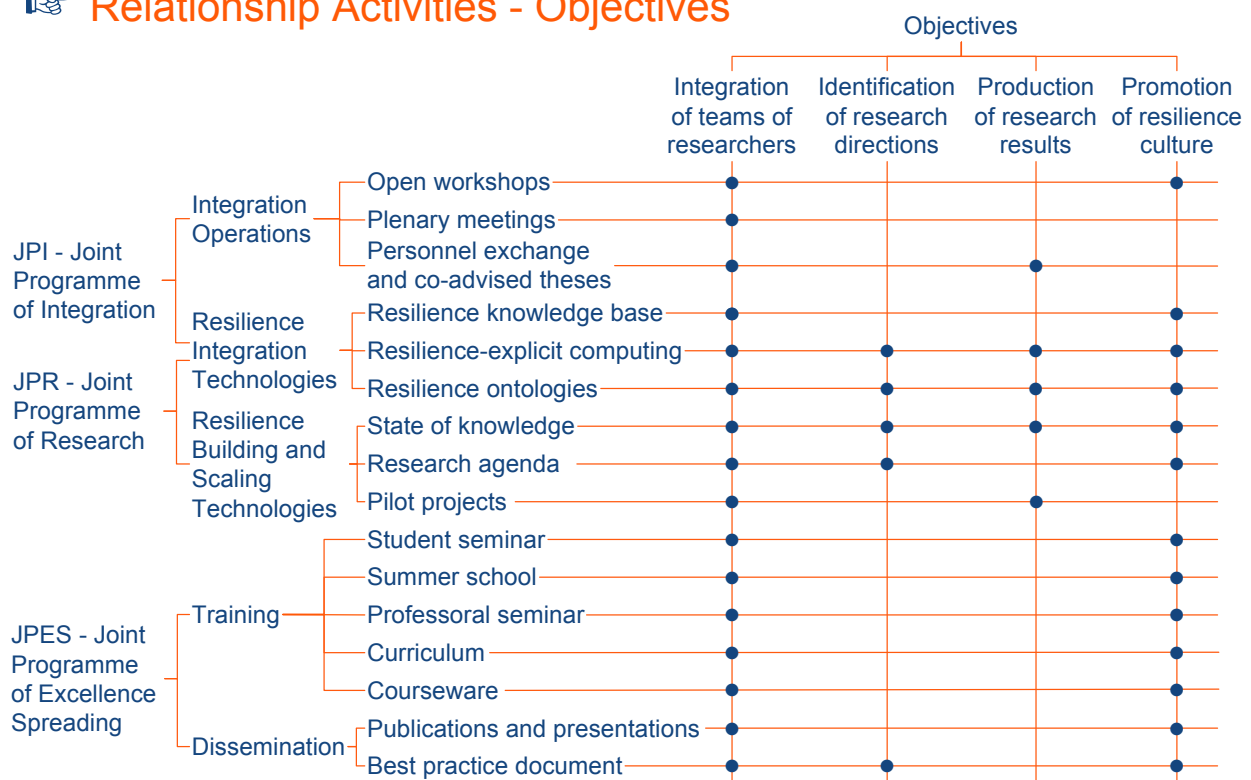 Relationship Activities - Objectives
Objectives
Integration
of teams of
researchers
Identification
of research
directions
Production
of research
results
Promotion
of resilience
culture
JPI - Joint
Programme
of Integration
Integration
Operations
Open workshops
Plenary meetings
Personnel exchange
and co-advised theses
Resilience
Integration
Technologies
Resilience knowledge base
Resilience-explicit computing
Resilience ontologies
JPR - Joint
Programme
of Research
Resilience
Building and
Scaling
Technologies
State of knowledge
Research agenda
Pilot projects
JPES - Joint
Programme
of Excellence
Spreading
Training
Student seminar
Summer school
Professoral seminar
Curriculum
Courseware
Dissemination
Publications and presentations
Best practice document